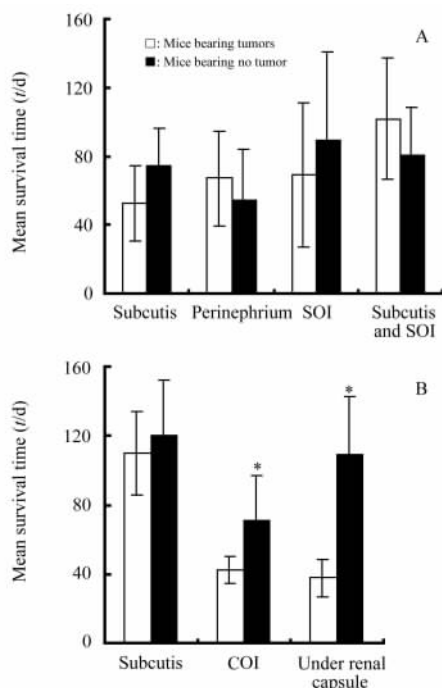 A
□: Mice bearing tumors
■: Mice bearing no tumor
Mean survival time (t/d)
160
120
80
40
0
Subcutis Perinephrium SOI Subcutis and SOI
B
Mean survival time (t/d)
160
120
80
40
0
* *
Subcutis COI Under renal capsule